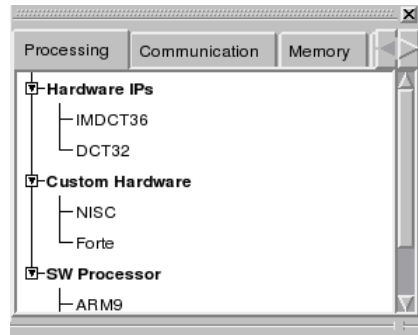 Processing Communication Memory
Hardware IPs
IMDCT36
DCT32
Custom Hardware
NISC
Forte
SW Processor
ARM9